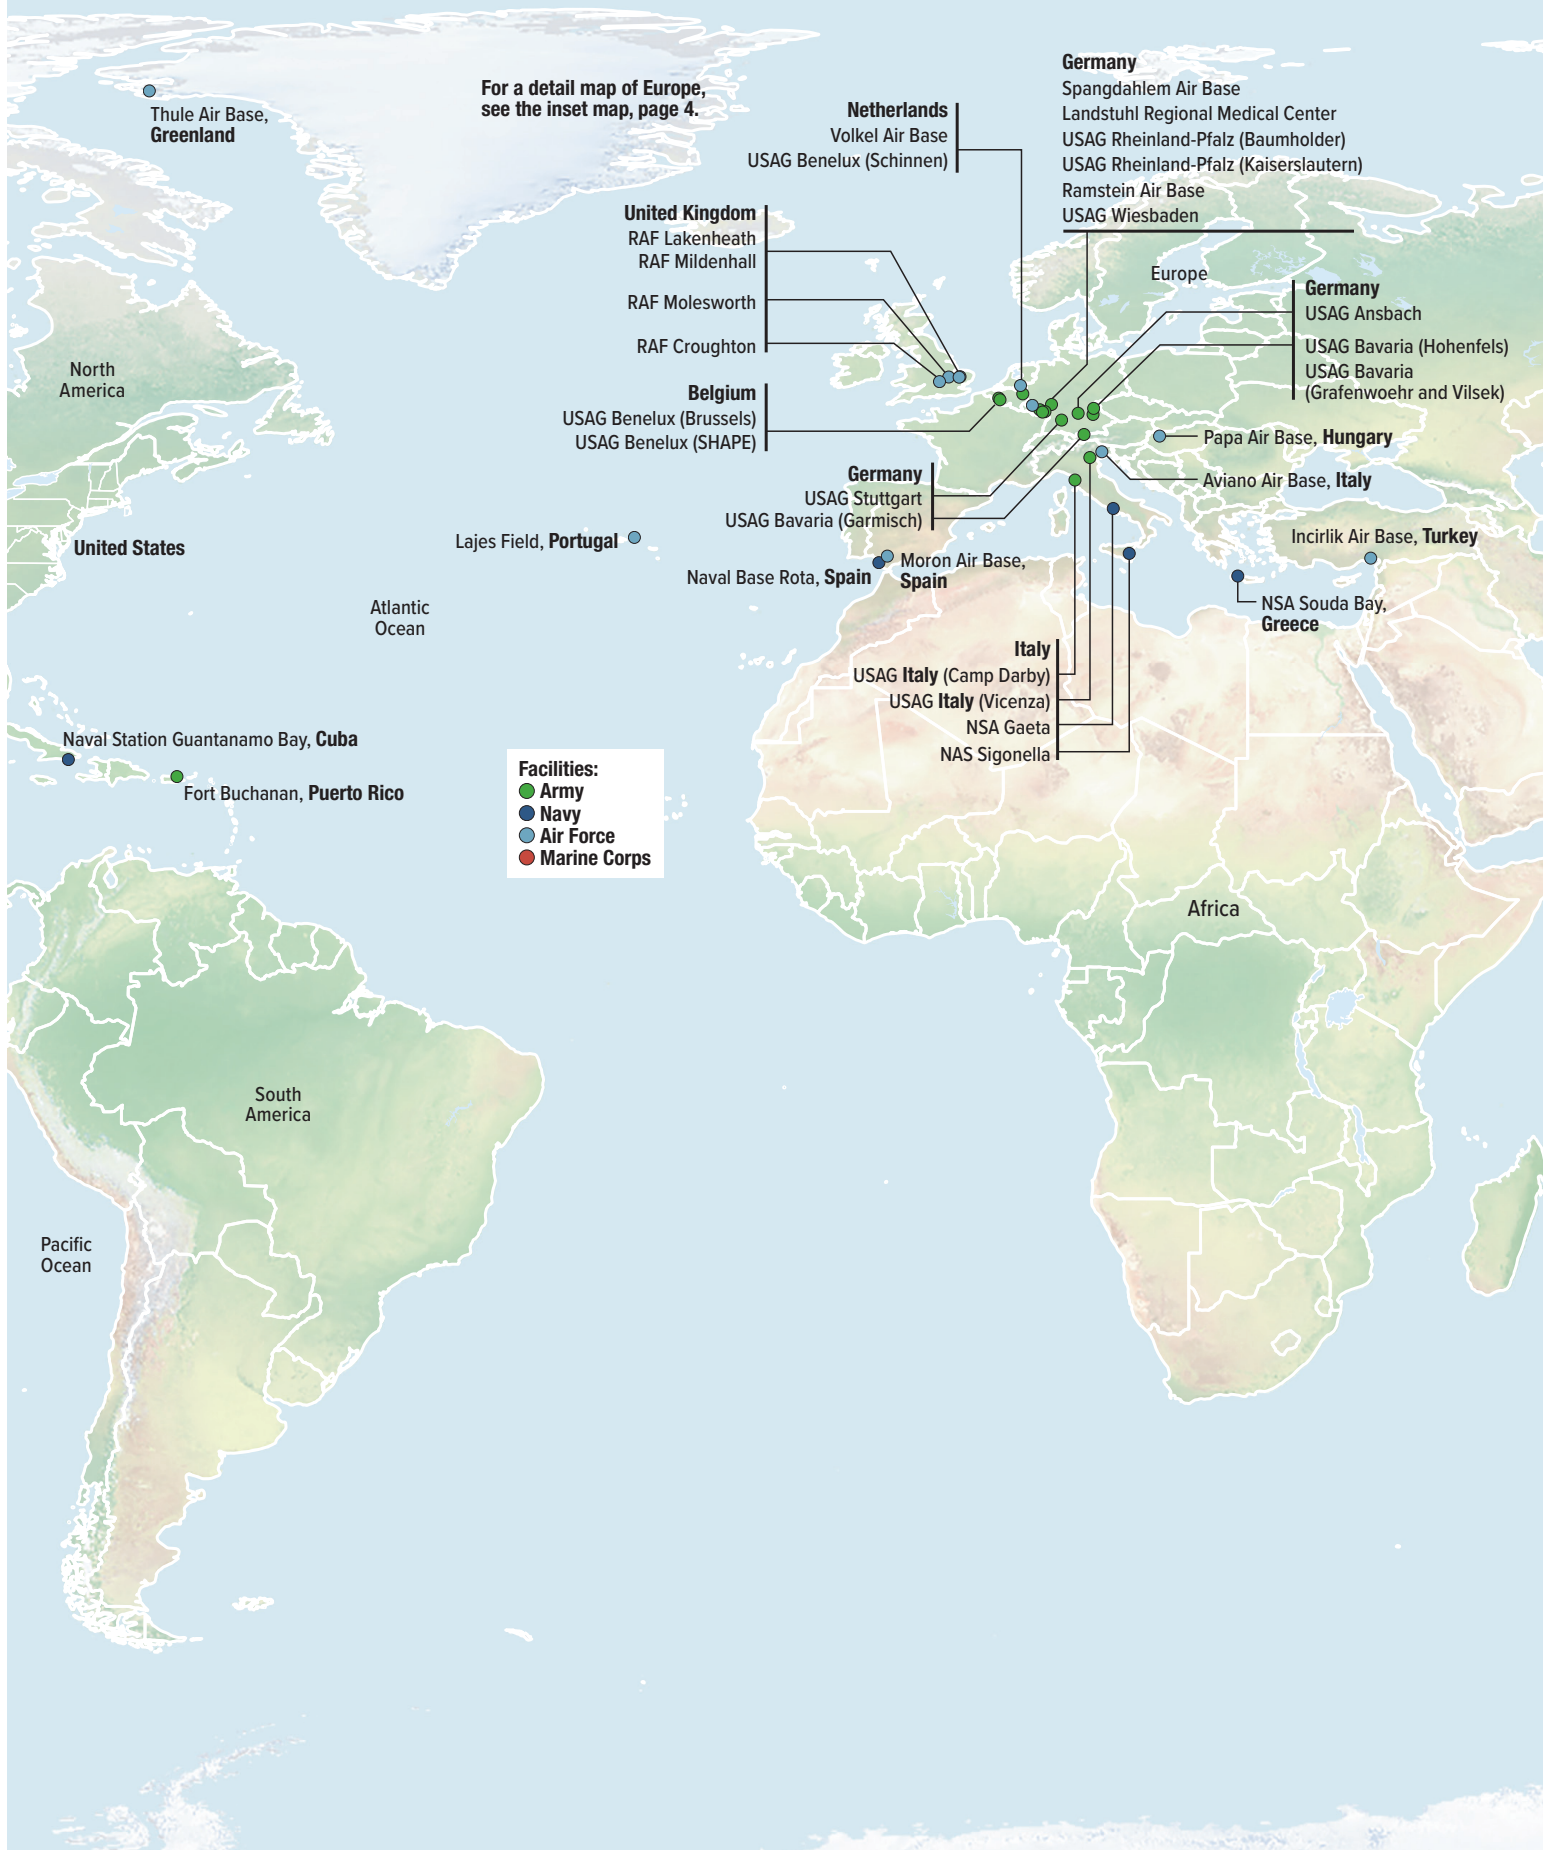 For a detail map of Europe,
see the inset map, page 4.
Thule Air Base,
Greenland
Netherlands
Volkel Air Base
USAG Benelux (Schinnen)
Germany
Spangdahlem Air Base
Landstuhl Regional Medical Center
USAG Rheinland-Pfalz (Baumholder)
USAG Rheinland-Pfalz (Kaiserslautern)
Ramstein Air Base
USAG Wiesbaden
United Kingdom
RAF Lakenheath
RAF Mildenhall
RAF Molesworth
RAF Croughton
Europe
Germany
USAG Ansbach
USAG Bavaria (Hohenfels)
USAG Bavaria
(Grafenwoehr and Vilsek)
North
America
Belgium
USAG Benelux (Brussels)
USAG Benelux (SHAPE)
Papa Air Base, Hungary
Aviano Air Base, Italy
Germany
USAG Stuttgart
USAG Bavaria (Garmisch)
United States
Lajes Field, Portugal
Incirlik Air Base, Turkey
Moron Air Base,
Spain
Naval Base Rota, Spain
NSA Souda Bay,
Greece
Atlantic
Ocean
Italy
USAG Italy (Camp Darby)
USAG Italy (Vicenza)
NSA Gaeta
NAS Sigonella
Naval Station Guantanamo Bay, Cuba
Fort Buchanan, Puerto Rico
Facilities:
Army
Navy
Air Force
Marine Corps
Africa
South
America
Pacific
Ocean